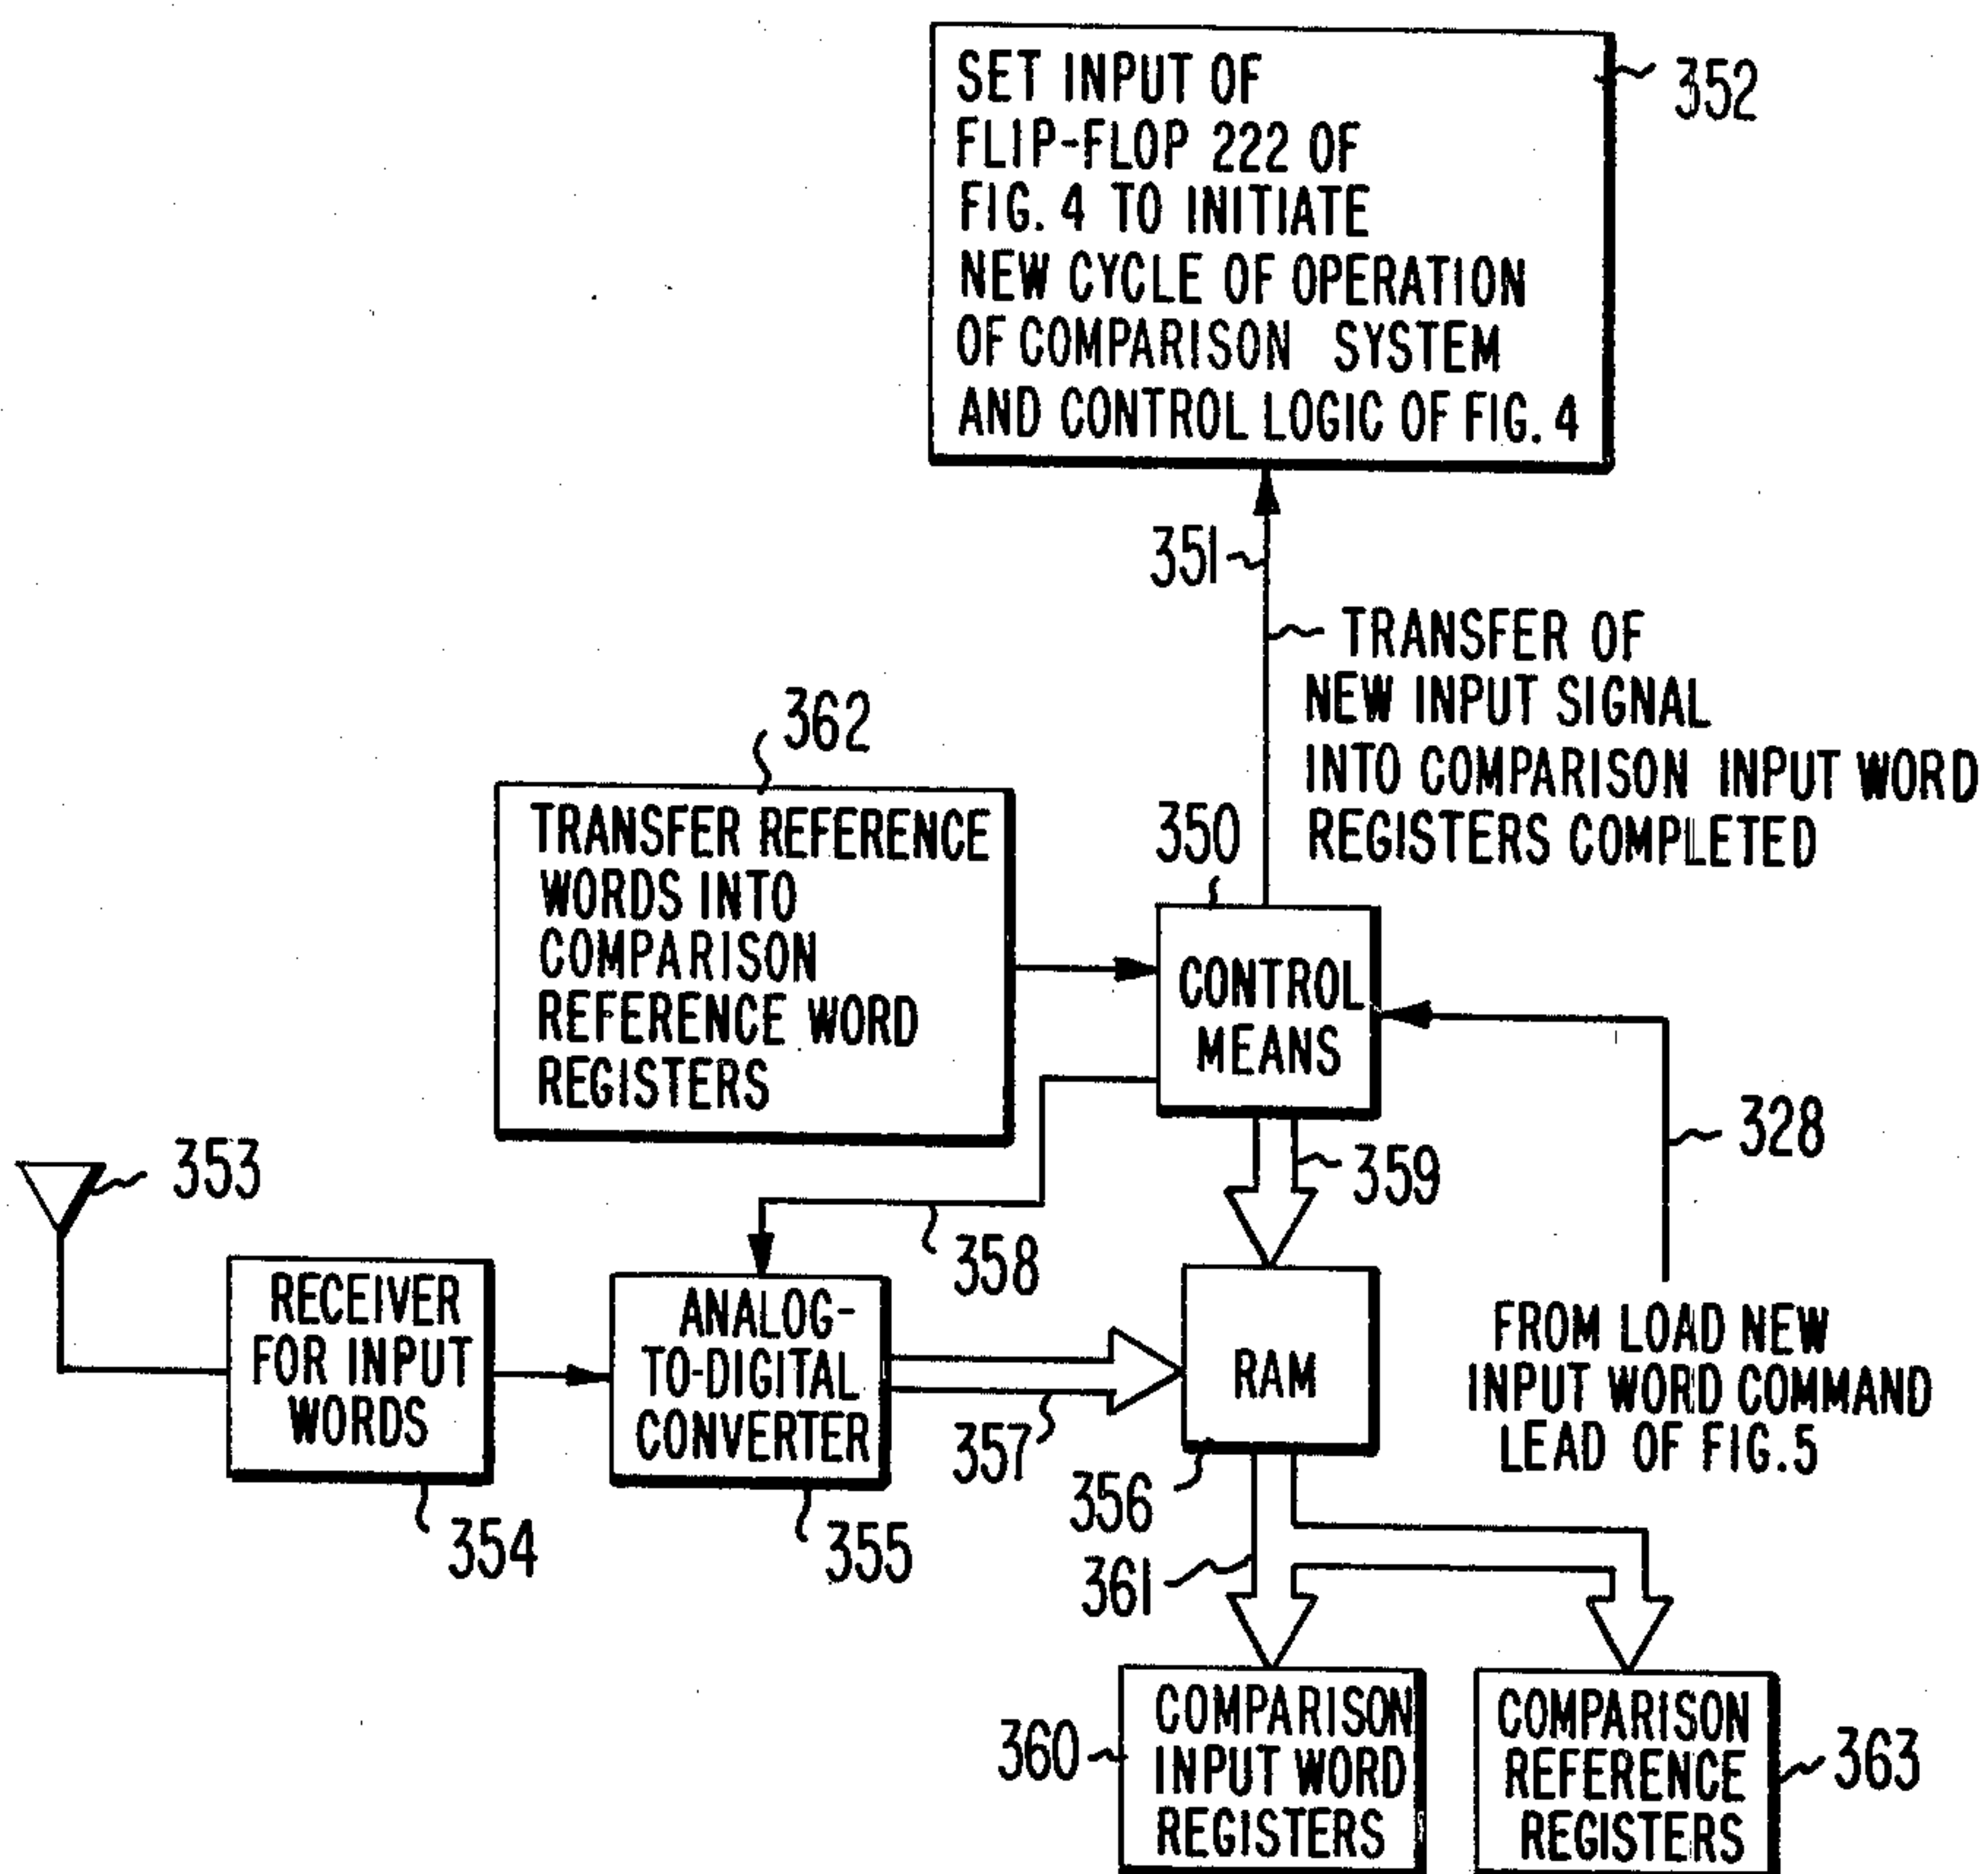 SET INPUT OF
FLIP-FLOP 222 OF
FIG. 4 TO INITIATE
NEW CYCLE OF OPERATION
OF COMPARISON SYSTEM
AND CONTROL LOGIC OF FIG. 4
352
351
TRANSFER OF
NEW INPUT SIGNAL
INTO COMPARISON INPUT WORD
REGISTERS COMPLETED
362
TRANSFER REFERENCE
WORDS INTO
COMPARISON
REFERENCE WORD
REGISTERS
350
CONTROL
MEANS
328
353
359
358
RECEIVER
FOR INPUT
WORDS
354
ANALOG-
TO-DIGITAL
CONVERTER
355
357
RAM
356
FROM LOAD NEW
INPUT WORD COMMAND
LEAD OF FIG. 5
361
360
COMPARISON
INPUT WORD
REGISTERS
COMPARISON
REFERENCE
REGISTERS
363